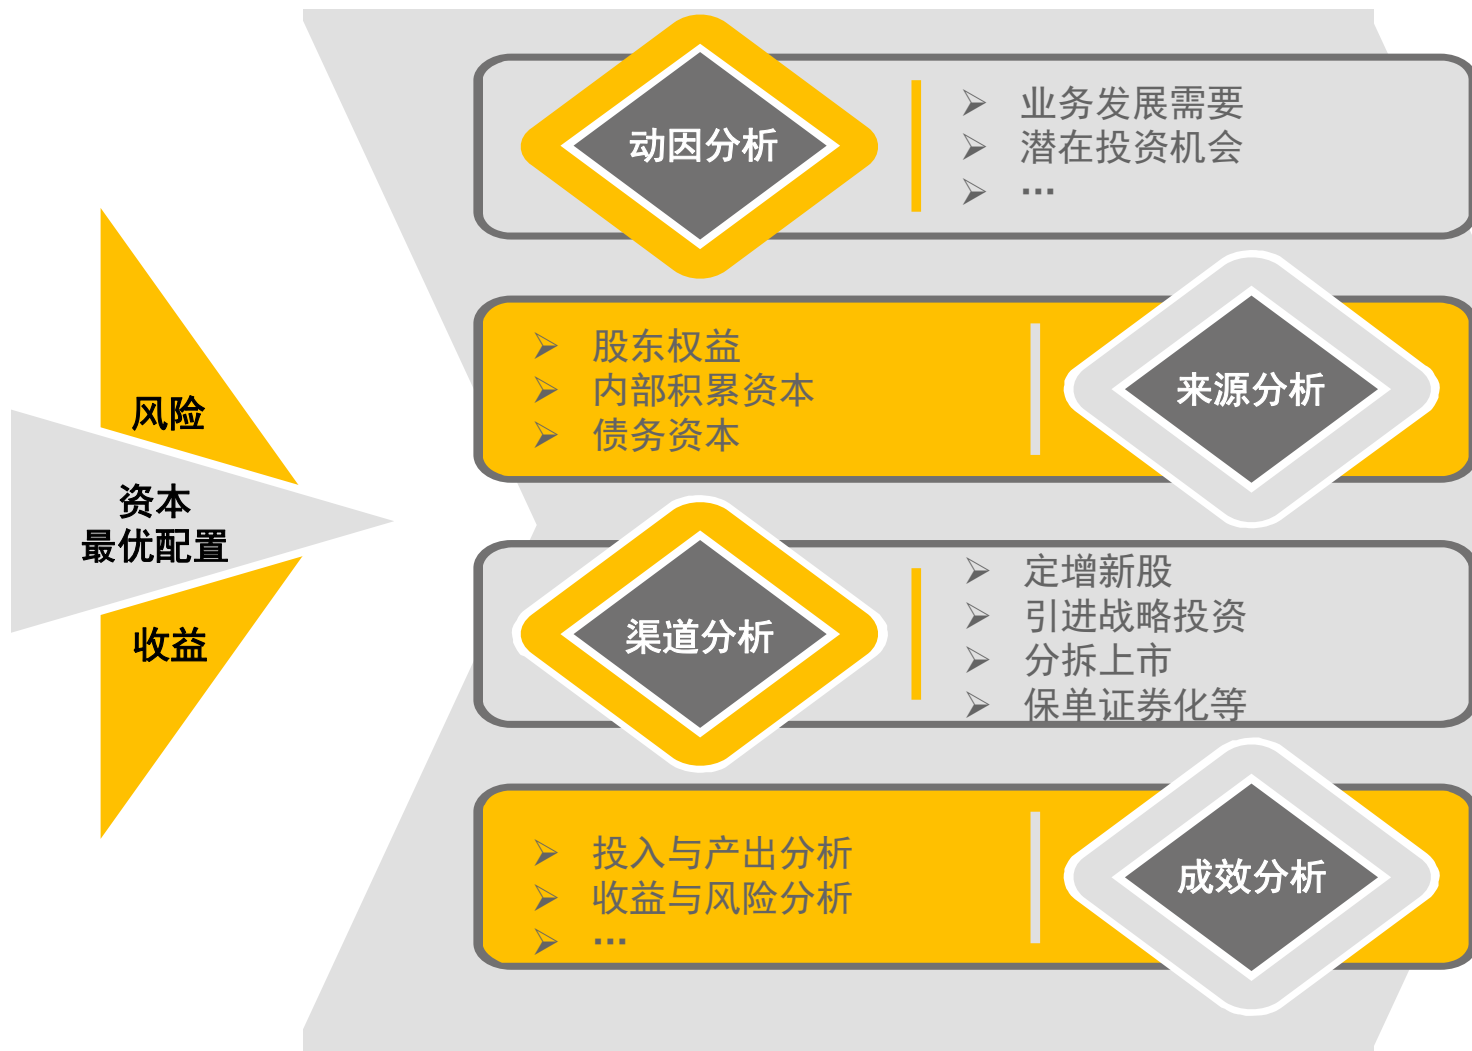 风险
资本
最优配置
收益
动因分析
业务发展需要
潜在投资机会
…
股东权益
内部积累资本
债务资本
来源分析
渠道分析
定增新股
引进战略投资
分拆上市
保单证券化等
投入与产出分析
收益与风险分析
…
成效分析